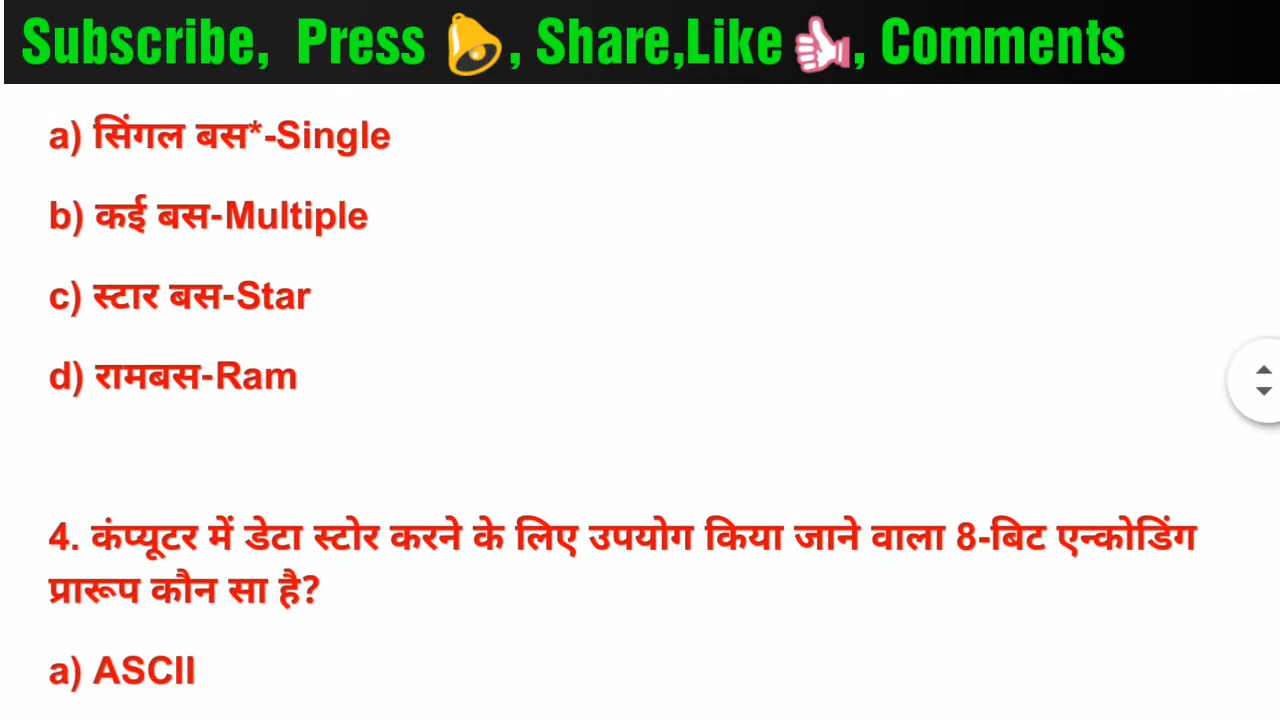 Subscribe, Press 🔔, Share,Like 👍, Comments
a) सिंगल बस*-Single
b) कई बस-Multiple
c) स्टार बस-Star
d) रामबस-Ram
4. कंप्यूटर में डेटा स्टोर करने के लिए उपयोग किया जाने वाला 8-बिट एन्कोडिंग
प्रारूप कौन सा है?
a) ASCII